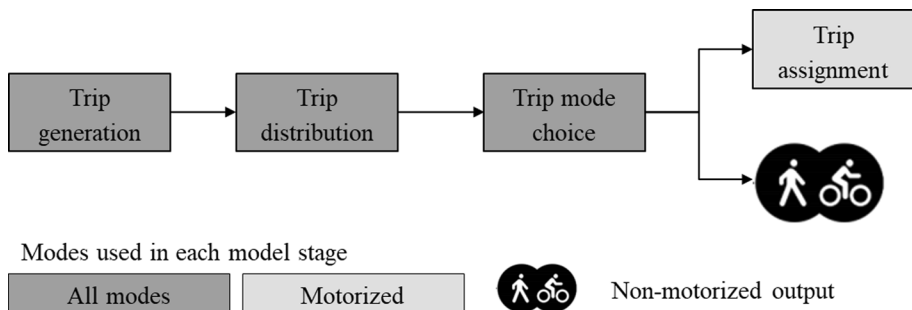 Trip
assignment
Trip
generation
Trip
distribution
Trip mode
choice
Modes used in each model stage
All modes
Motorized
Non-motorized output